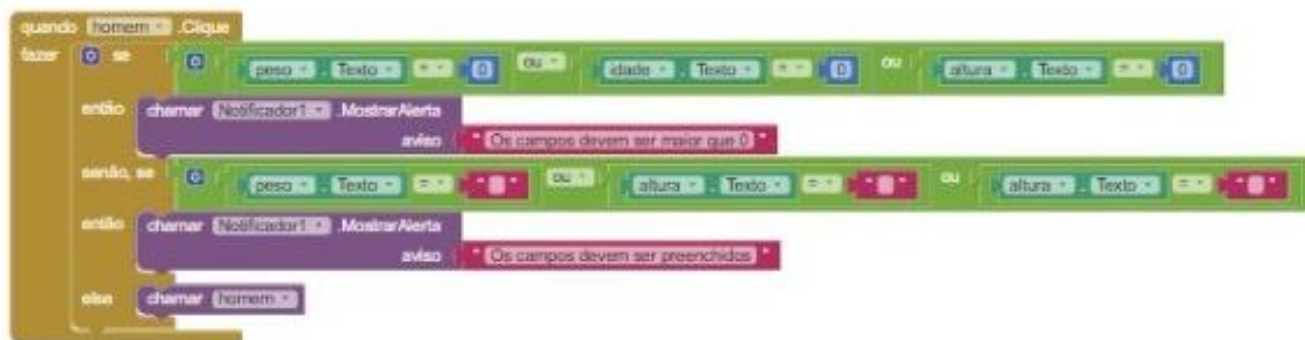 quando homem .Clique
fazer se peso . Texto = 0 ou idade . Texto = 0 ou altura . Texto = 0
então chamar Notificador1 .MostrarAlerta
aviso " Os campos devem ser maior que 0 "
senão, se peso . Texto = " " ou altura . Texto = " " ou altura . Texto = " "
então chamar Notificador1 .MostrarAlerta
aviso " Os campos devem ser preenchidos "
else chamar homem